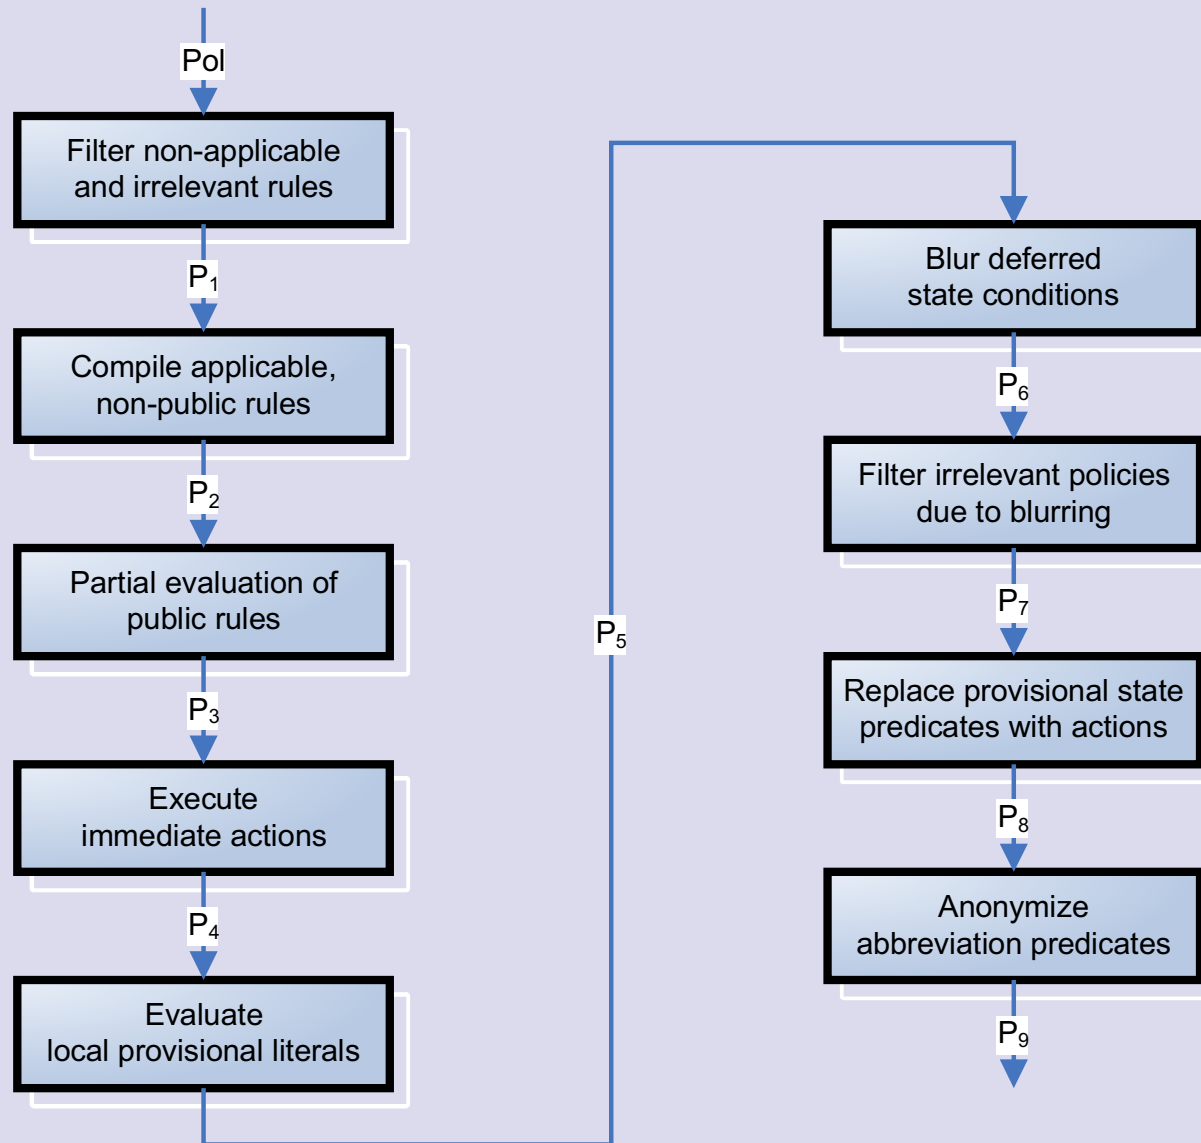 Pol
Filter non-applicable
and irrelevant rules
P₁
Compile applicable,
non-public rules
P₂
Partial evaluation of
public rules
P₃
Execute
immediate actions
P₄
Evaluate
local provisional literals
P₅
Blur deferred
state conditions
P₆
Filter irrelevant policies
due to blurring
P₇
Replace provisional state
predicates with actions
P₈
Anonymize
abbreviation predicates
P₉